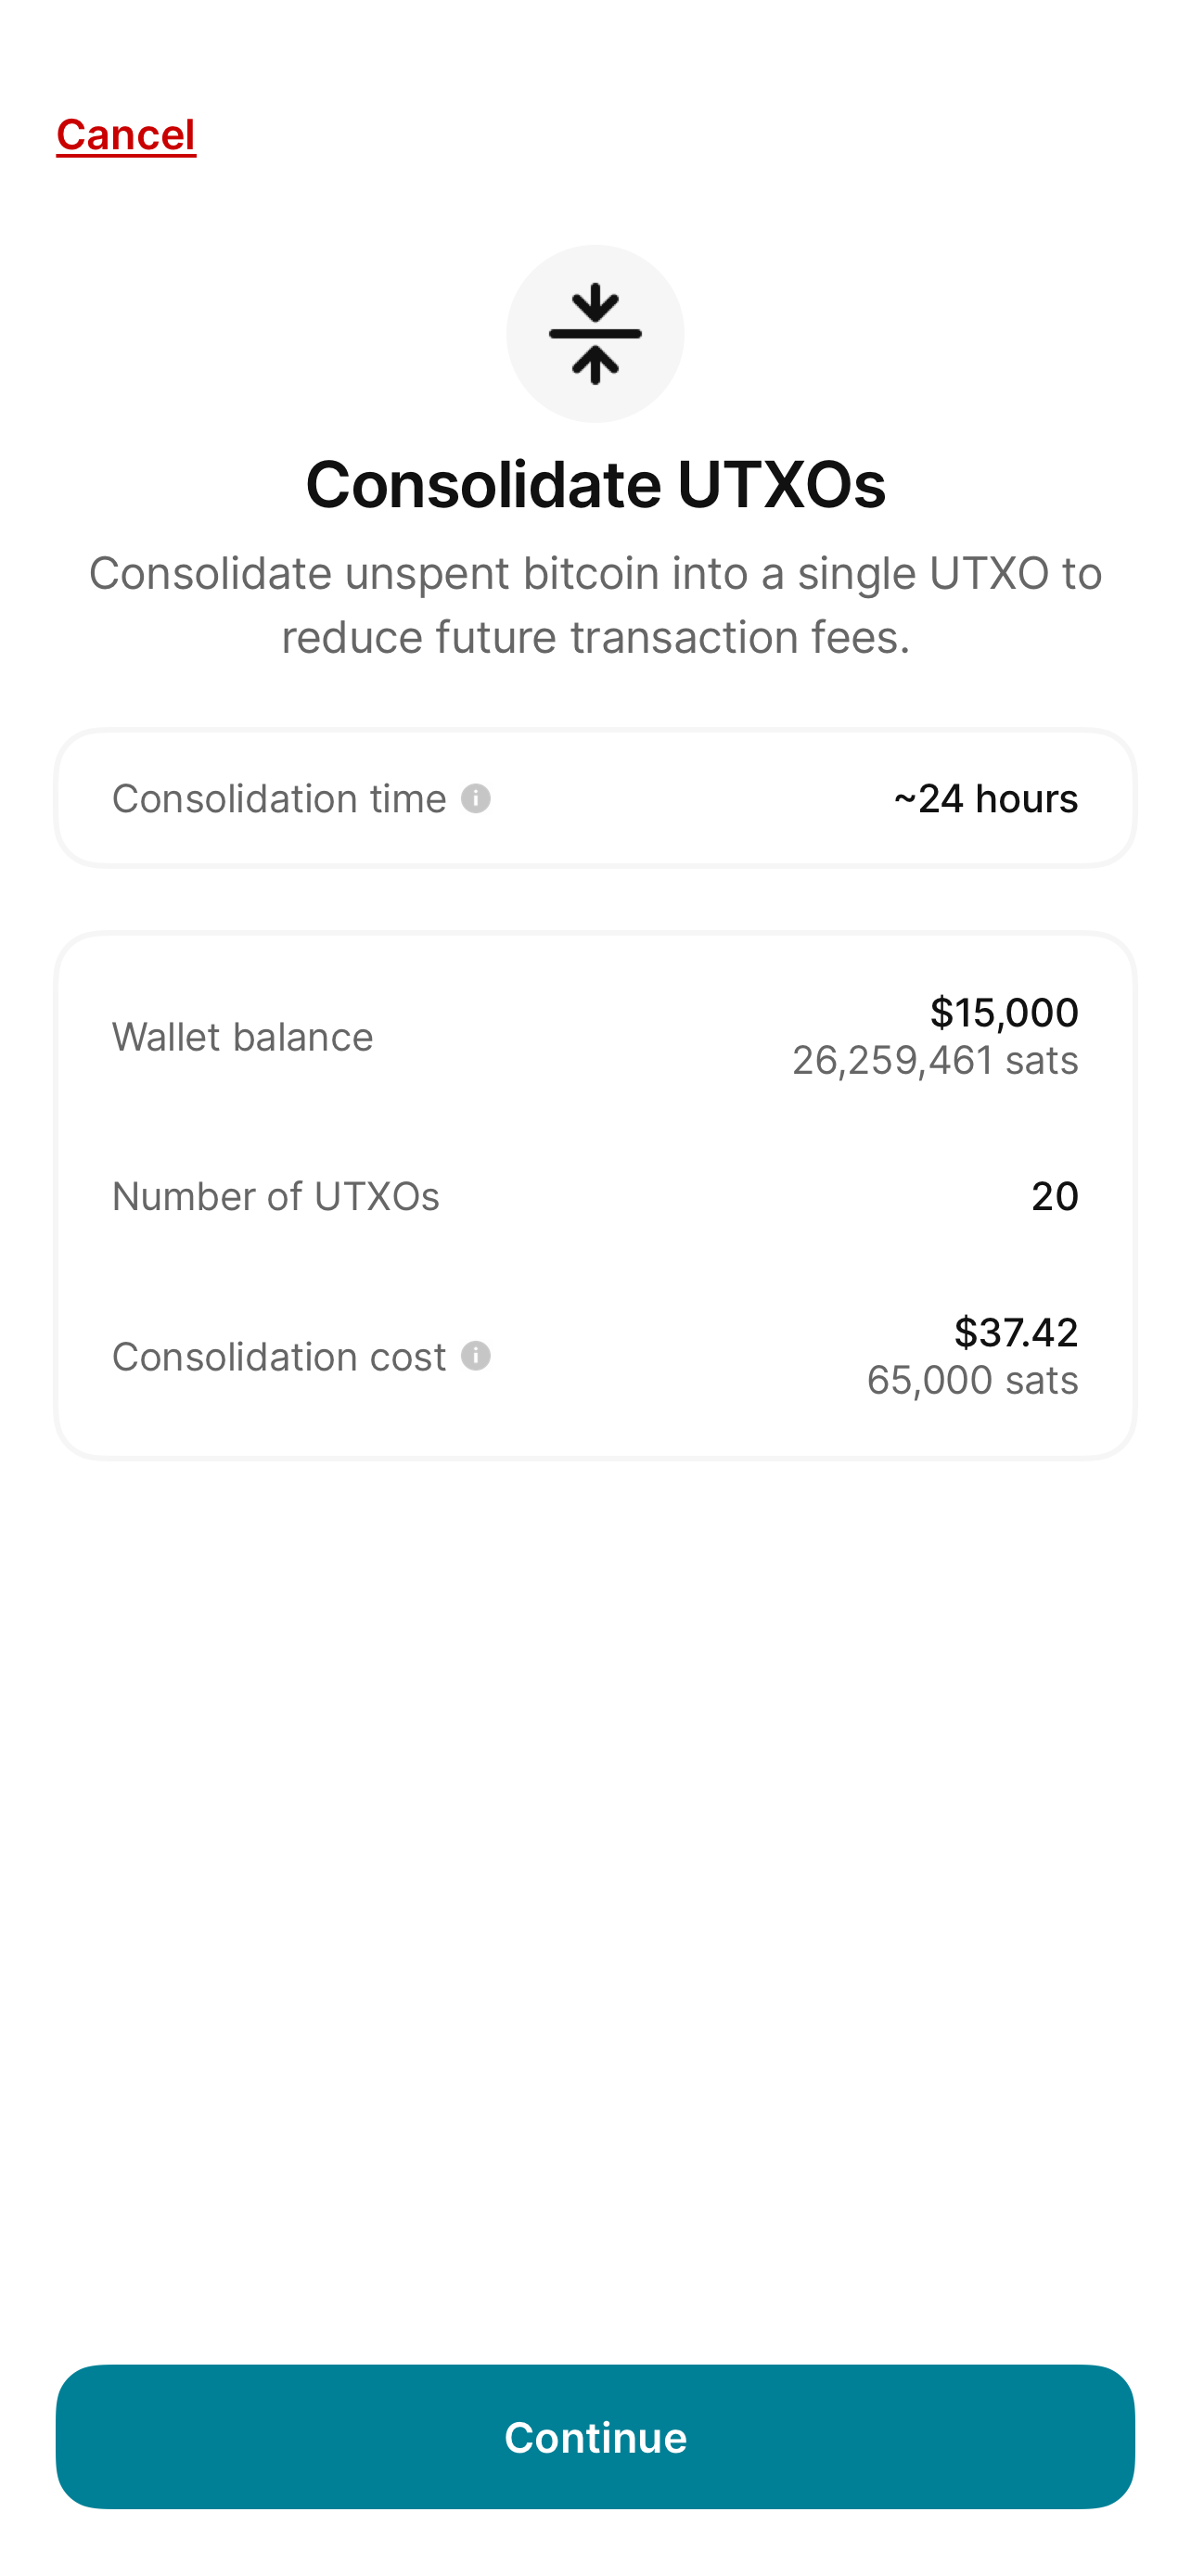 Cancel
Consolidate UTXOs
Consolidate unspent bitcoin into a single UTXO to
reduce future transaction fees.
Consolidation time ~24 hours
Wallet balance $15,000
26,259,461 sats
Number of UTXOs 20
Consolidation cost $37.42
65,000 sats
Continue